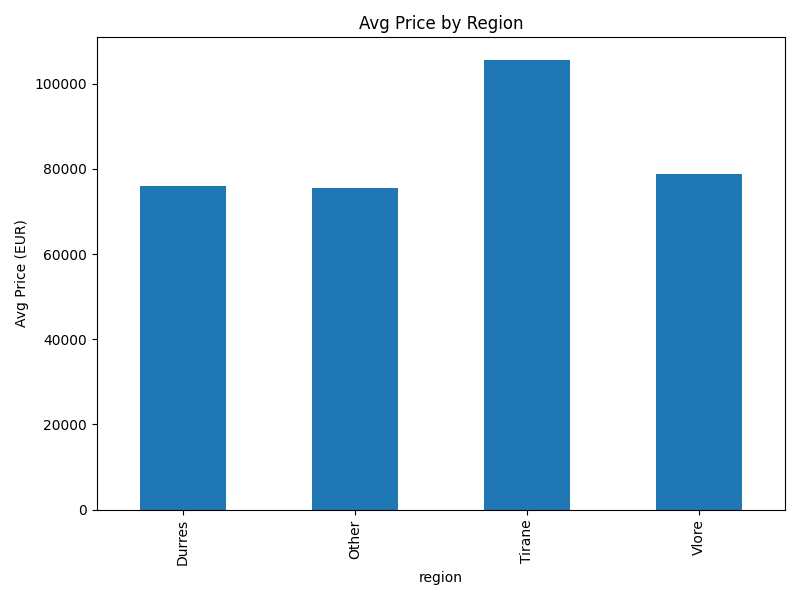 Avg Price by Region
Avg Price (EUR)
100000
80000
60000
40000
20000
0
Durres
Other
Tirane
Vlore
region